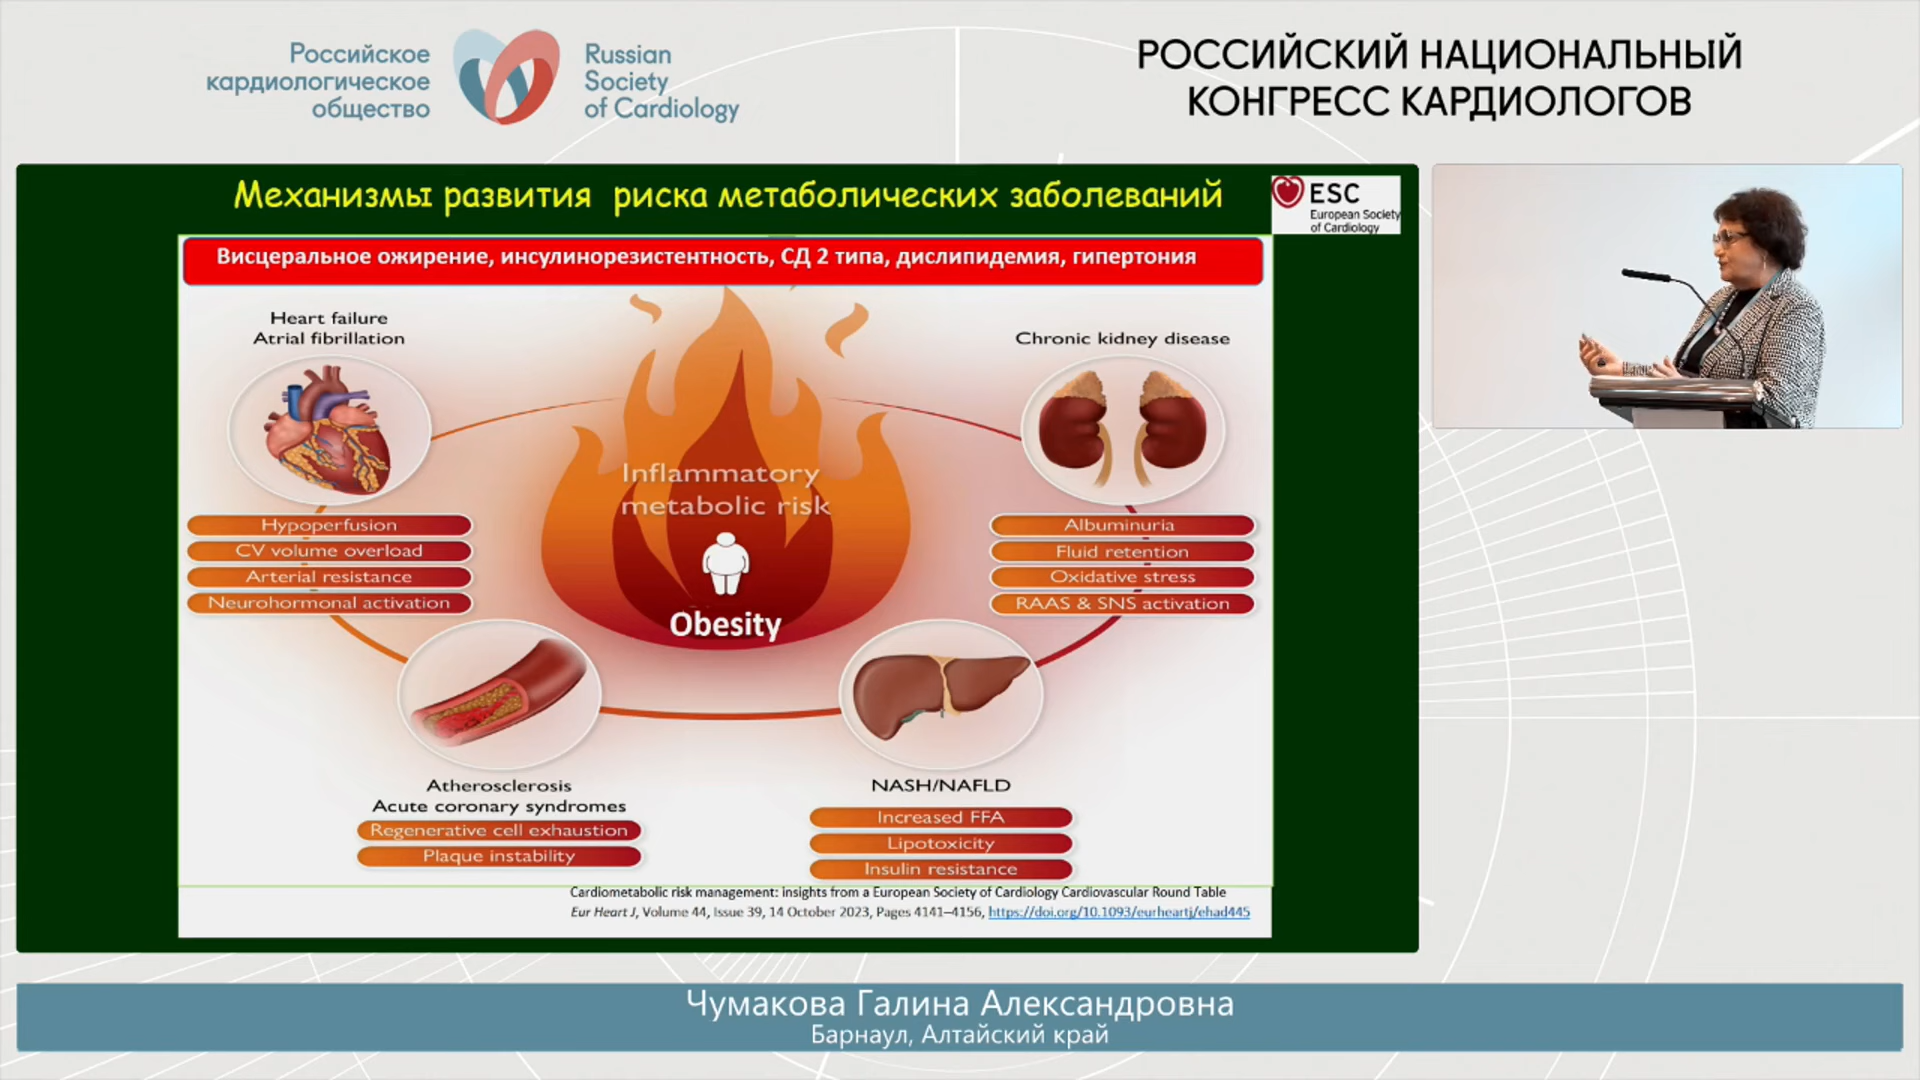 Российское
кардиологическое
общество
Russian
Society
of Cardiology
РОССИЙСКИЙ НАЦИОНАЛЬНЫЙ
КОНГРЕСС КАРДИОЛОГОВ
Механизмы развития риска метаболических заболеваний
ESC
European Society
of Cardiology
Висцеральное ожирение, инсулинорезистентность, СД 2 типа, дислипидемия, гипертония
Heart failure
Atrial fibrillation
Hypoperfusion
CV volume overload
Arterial resistance
Neurohormonal activation
Inflammatory
metabolic risk
Obesity
Chronic kidney disease
Albuminuria
Fluid retention
Oxidative stress
RAAS & SNS activation
Atherosclerosis
Acute coronary syndromes
Regenerative cell exhaustion
Plaque instability
NASH/NAFLD
Increased FFA
Lipotoxicity
Insulin resistance
Cardiometabolic risk management: insights from a European Society of Cardiology Cardiovascular Round Table
Eur Heart J, Volume 44, Issue 39, 14 October 2023, Pages 4141–4156, https://doi.org/10.1093/eurheartj/ehad445
Чумакова Галина Александровна
Барнаул, Алтайский край